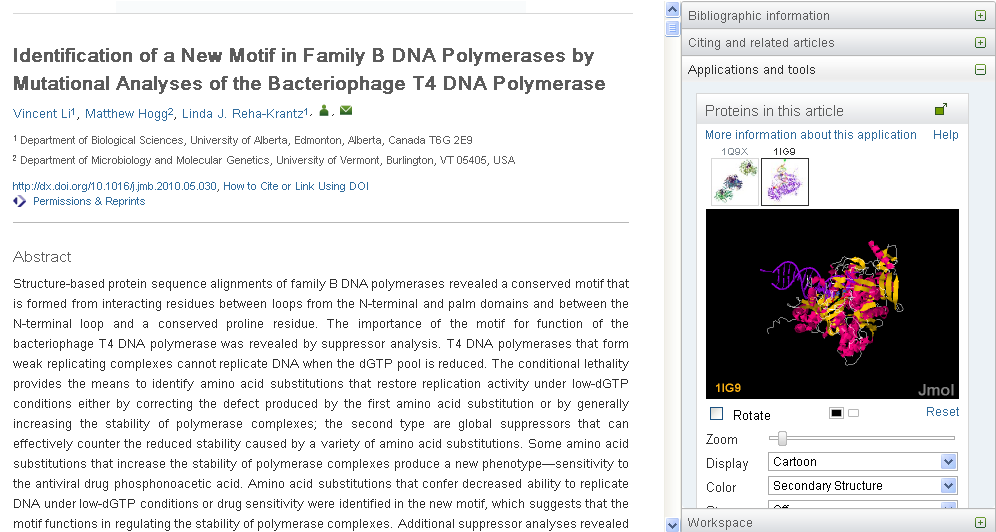 Identification of a New Motif in Family B DNA Polymerases by
Mutational Analyses of the Bacteriophage T4 DNA Polymerase
Vincent Li1, Matthew Hogg2, Linda J. Reha-Krantz1, ,
1 Department of Biological Sciences, University of Alberta, Edmonton, Alberta, Canada T6G 2E9
2 Department of Microbiology and Molecular Genetics, University of Vermont, Burlington, VT 05405, USA
http://dx.doi.org/10.1016/j.jmb.2010.05.030, How to Cite or Link Using DOI
Permissions & Reprints
Abstract
Structure-based protein sequence alignments of family B DNA polymerases revealed a conserved motif that
is formed from interacting residues between loops from the N-terminal and palm domains and between the
N-terminal loop and a conserved proline residue. The importance of the motif for function of the
bacteriophage T4 DNA polymerase was revealed by suppressor analysis. T4 DNA polymerases that form
weak replicating complexes cannot replicate DNA when the dGTP pool is reduced. The conditional lethality
provides the means to identify amino acid substitutions that restore replication activity under low-dGTP
conditions either by correcting the defect produced by the first amino acid substitution or by generally
increasing the stability of polymerase complexes; the second type are global suppressors that can
effectively counter the reduced stability caused by a variety of amino acid substitutions. Some amino acid
substitutions that increase the stability of polymerase complexes produce a new phenotype—sensitivity to
the antiviral drug phosphonoacetic acid. Amino acid substitutions that confer decreased ability to replicate
DNA under low-dGTP conditions or drug sensitivity were identified in the new motif, which suggests that the
motif functions in regulating the stability of polymerase complexes. Additional suppressor analyses revealed
Bibliographic information
Citing and related articles
Applications and tools
Proteins in this article
More information about this application Help
1Q9X 1IG9
1IG9 Jmol
Rotate Reset
Zoom
Display Cartoon
Color Secondary Structure
Workspace